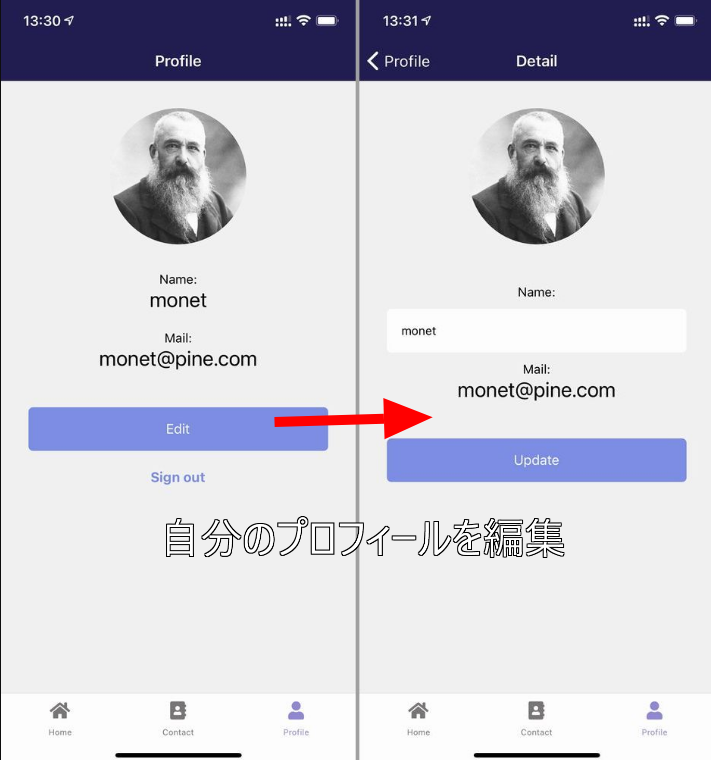 13:30
Profile
Name:
monet
Mail:
monet@pine.com
Edit
Sign out
Home
Contact
Profile
13:31
Profile
Detail
Name:
monet
Mail:
monet@pine.com
Update
Home
Contact
Profile
自分のプロフィールを編集